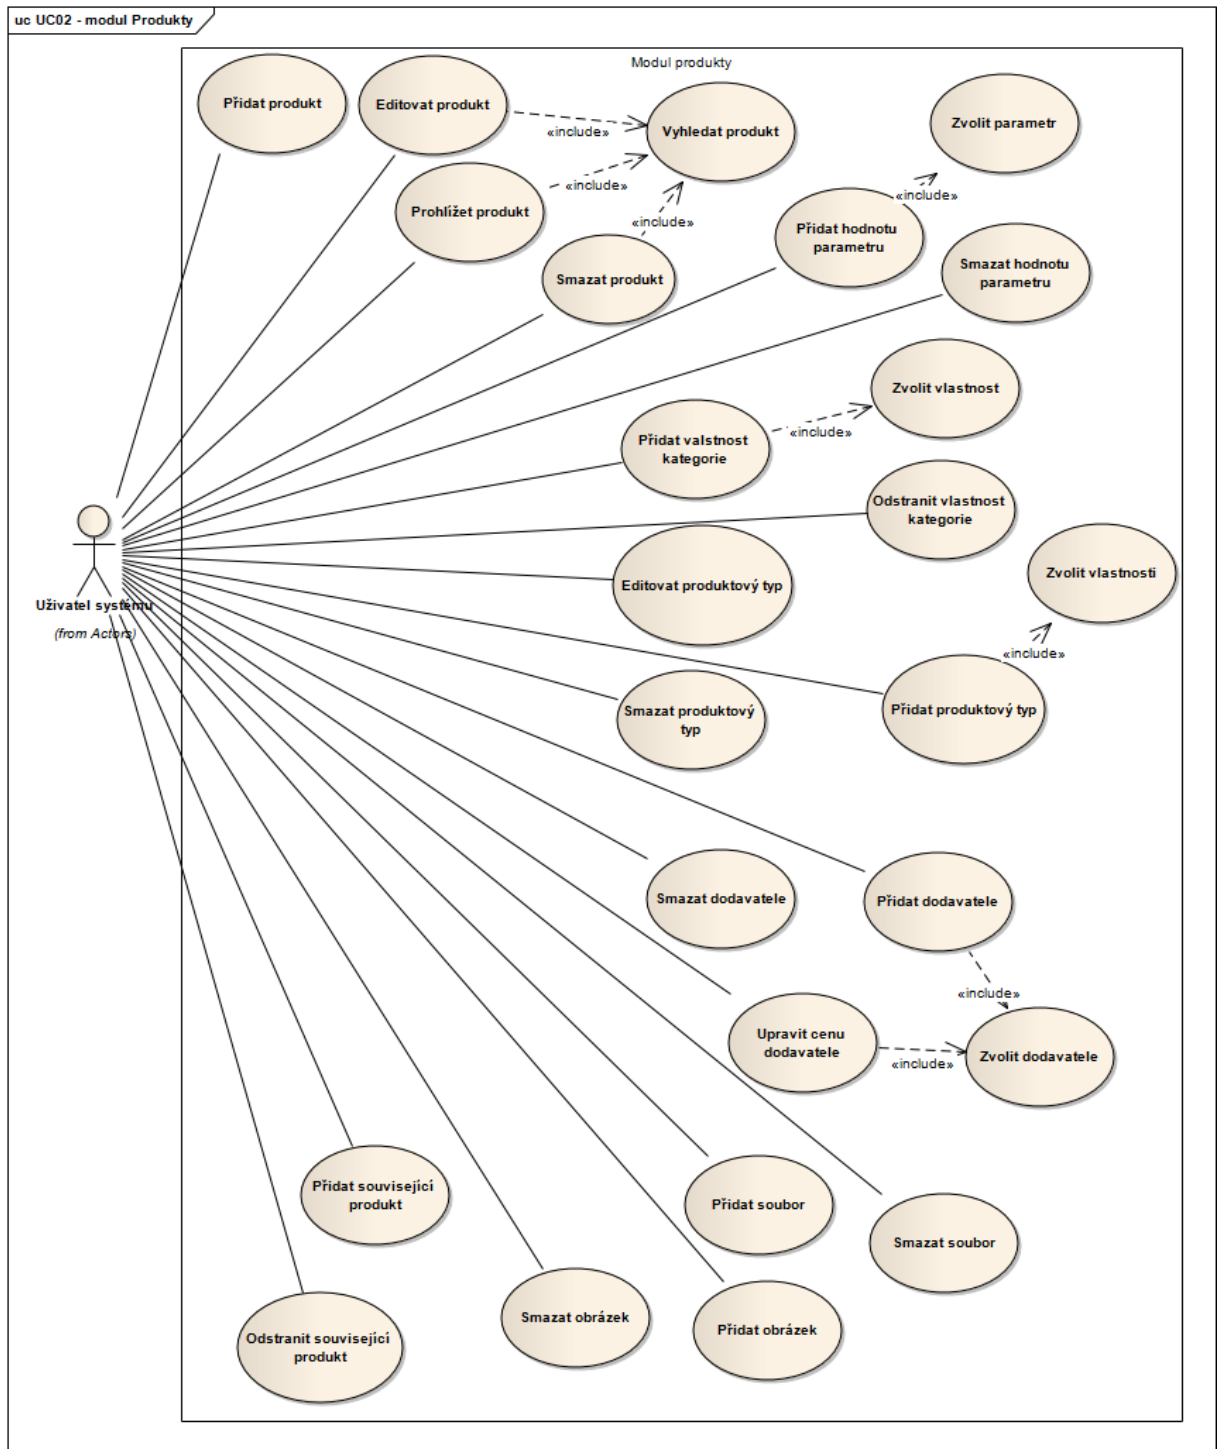 uc UC02 - modul Produkty
Modul produkty
Přidat produkt
Editovat produkt
«include»
Vyhledat produkt
Zvolit parametr
Prohlížet produkt
«include»
«include»
«include»
Smazat produkt
Přidat hodnotu
parametru
Smazat hodnotu
parametru
Zvolit vlastnost
Přidat valstnost
kategorie
«include»
Odstranit vlastnost
kategorie
Editovat produktový typ
Zvolit vlastnosti
«include»
Uživatel systému
(from Actors)
Smazat produktový
typ
Přidat produktový typ
Smazat dodavatele
Přidat dodavatele
«include»
Upravit cenu
dodavatele
«include»
Zvolit dodavatele
Přidat související
produkt
Přidat soubor
Smazat soubor
Odstranit související
produkt
Smazat obrázek
Přidat obrázek